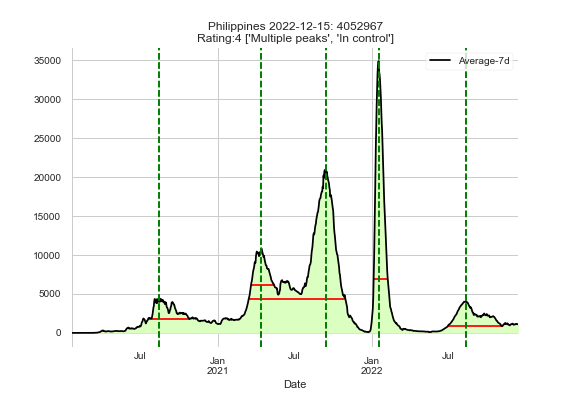 Philippines 2022-12-15: 4052967
Rating:4 ['Multiple peaks', 'In control']
Average-7d
35000
30000
25000
20000
15000
10000
5000
0
Jul
Jan
2021
Jul
Jan
2022
Jul
Date